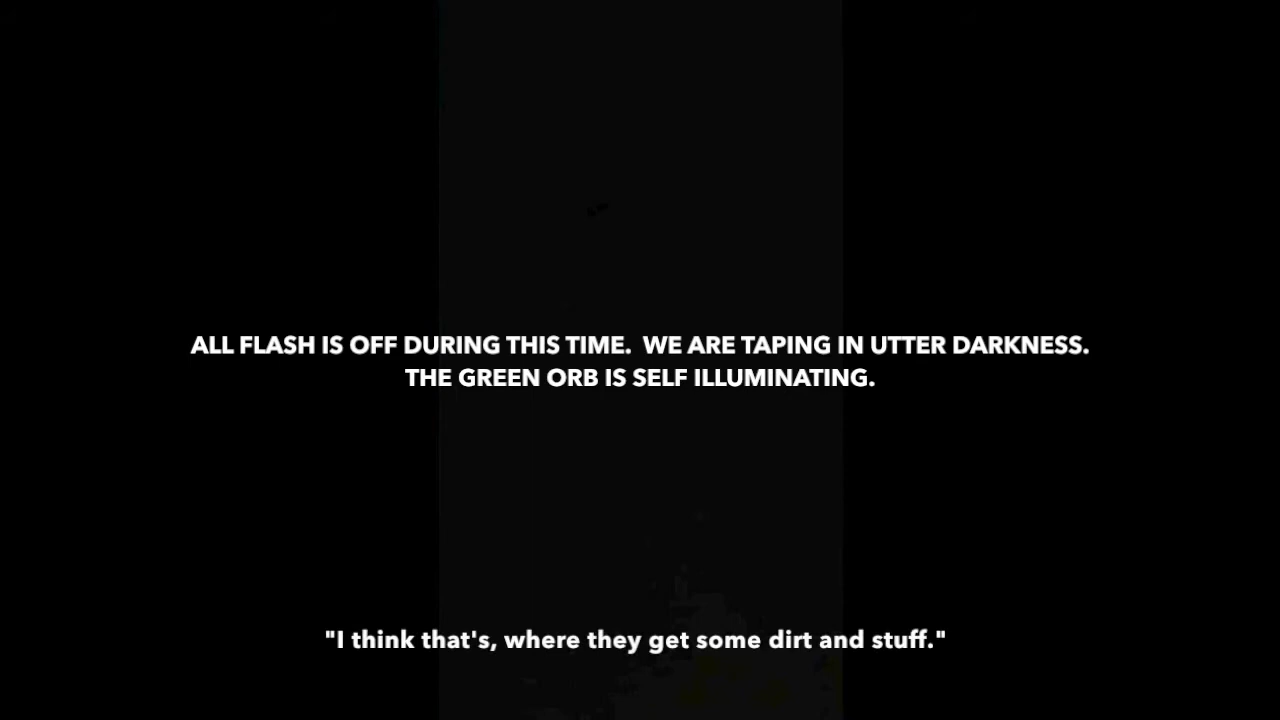 ALL FLASH IS OFF DURING THIS TIME.  WE ARE TAPING IN UTTER DARKNESS.
THE GREEN ORB IS SELF ILLUMINATING.
"I think that's, where they get some dirt and stuff."